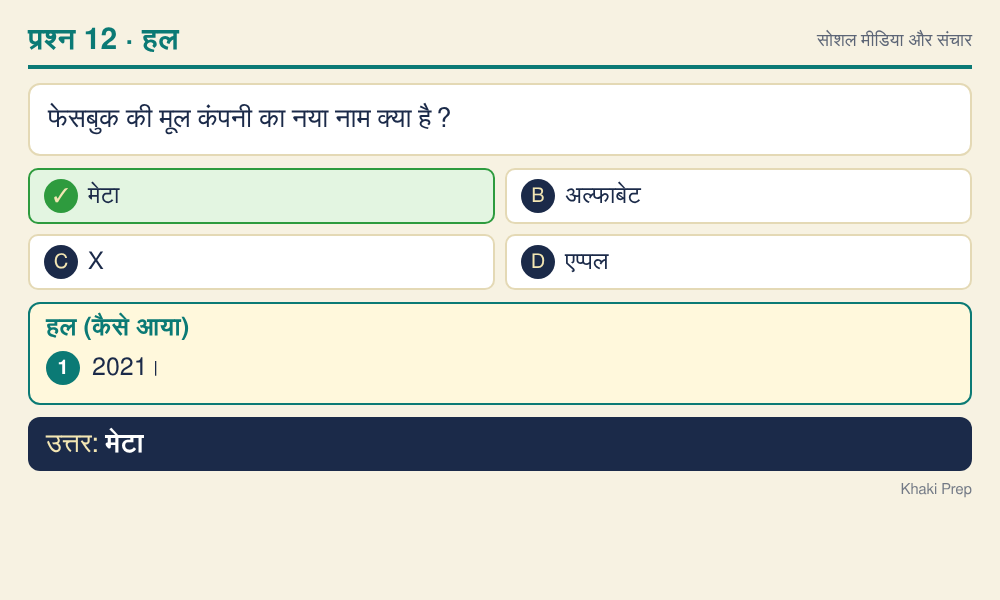 प्रश्न 12 · हल
सोशल मीडिया और संचार
फेसबुक की मूल कंपनी का नया नाम क्या है ?
✓ मेटा
B अल्फाबेट
C X
D एप्पल
हल (कैसे आया)
1 2021।
उत्तर: मेटा
Khaki Prep